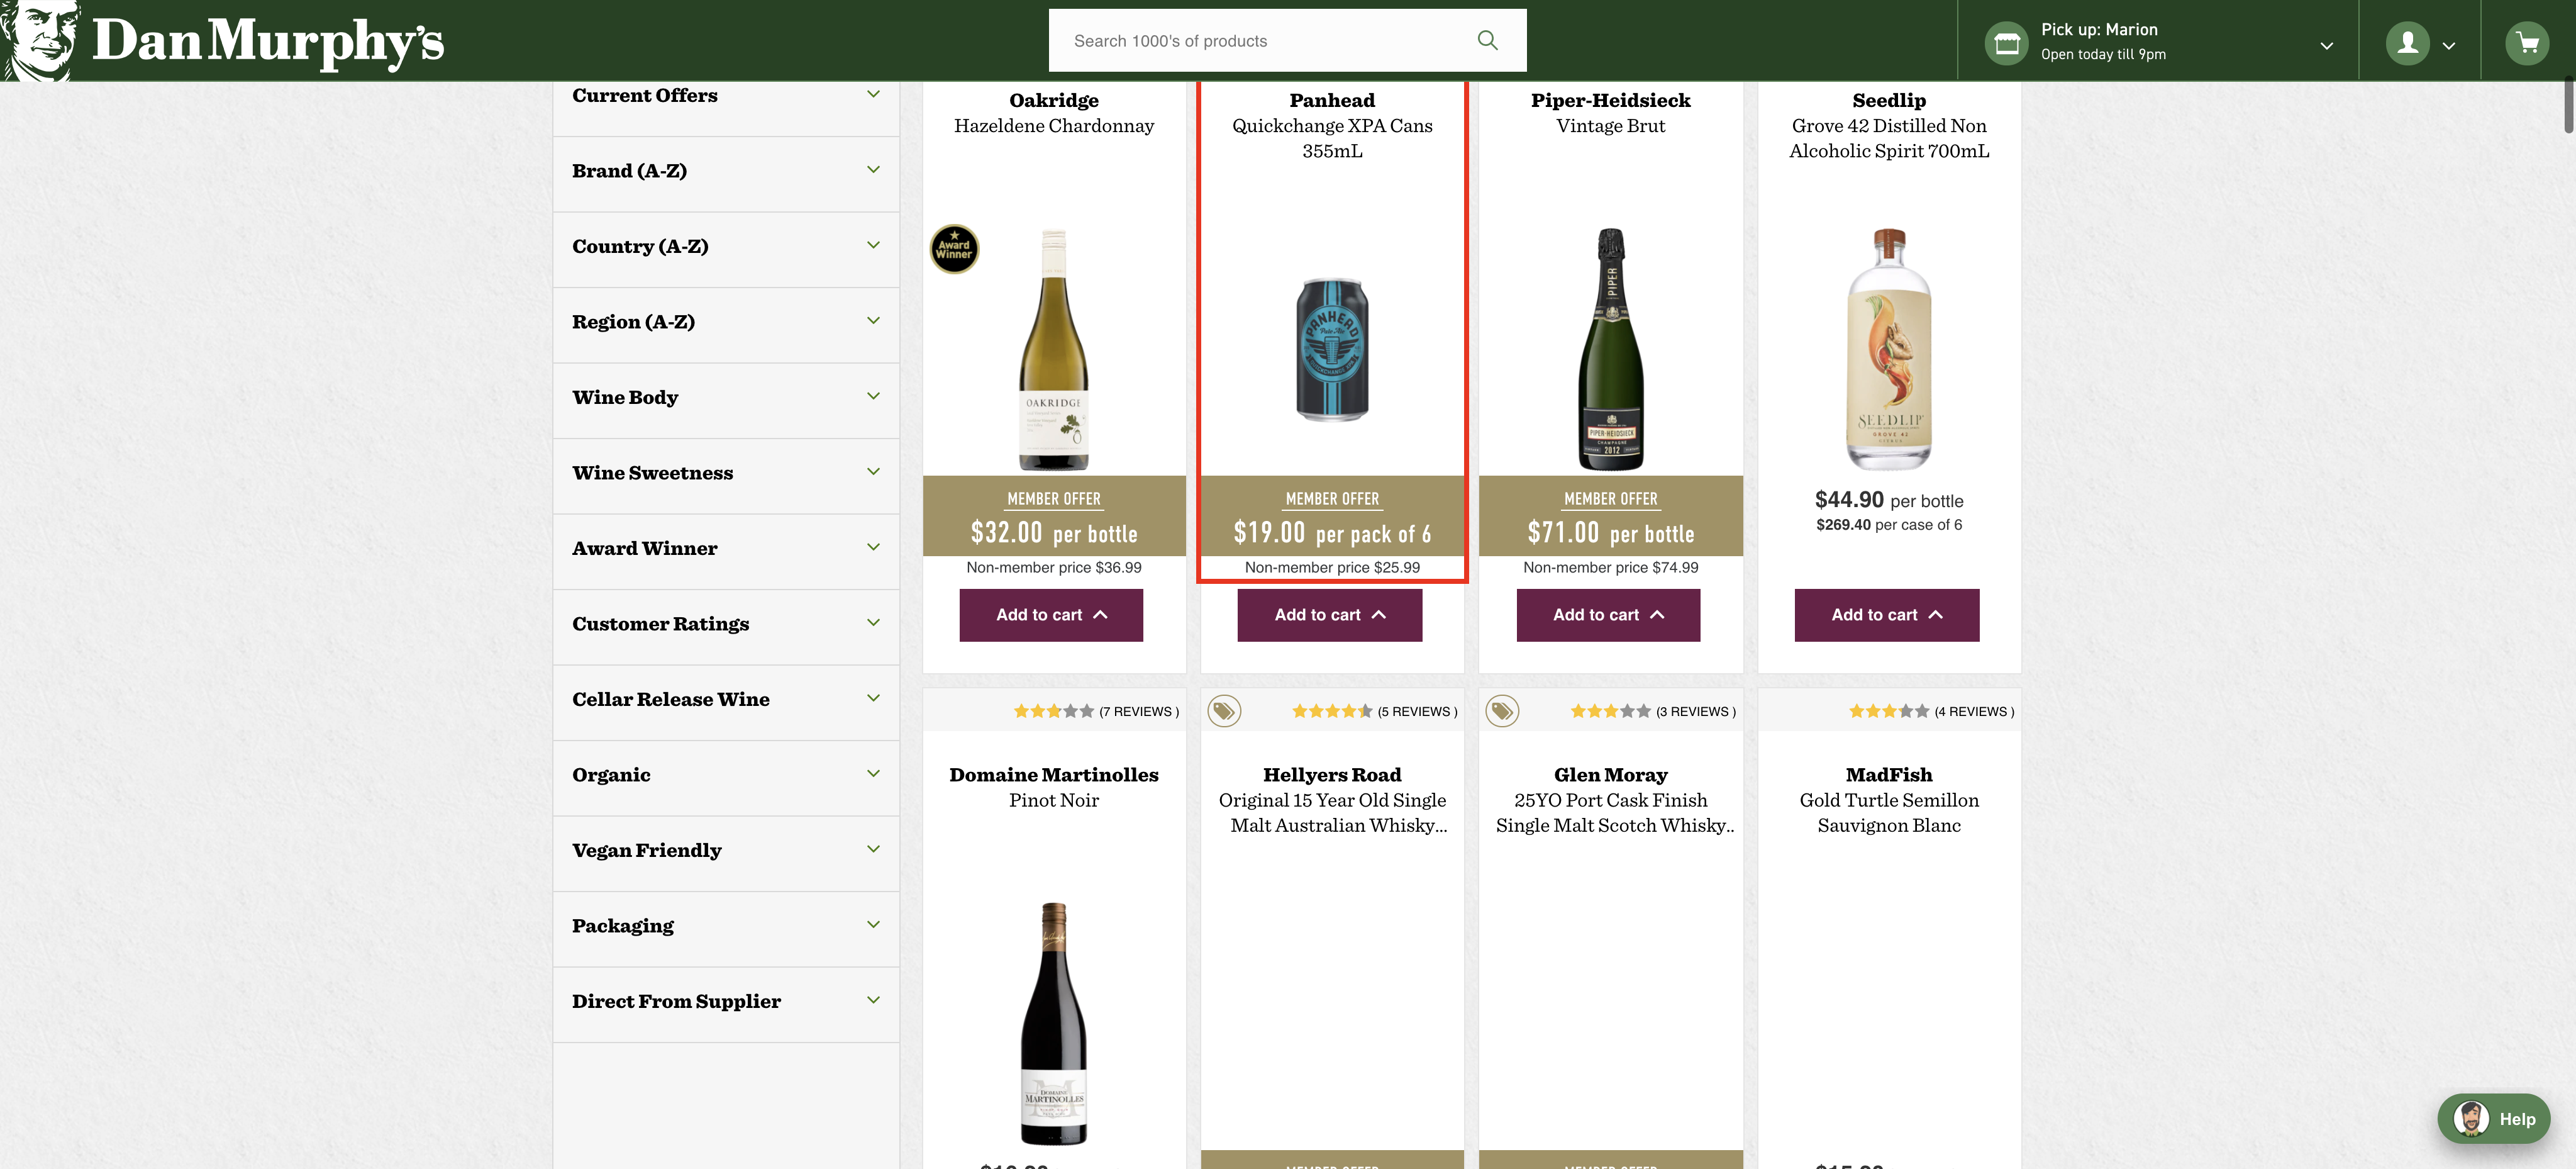 Dan Murphy's
Search 1000's of products
Pick up: Marion
Open today till 9pm
Current Offers
Brand (A-Z)
Country (A-Z)
Region (A-Z)
Wine Body
Wine Sweetness
Award Winner
Customer Ratings
Cellar Release Wine
Organic
Vegan Friendly
Packaging
Direct From Supplier
Oakridge
Hazeldene Chardonnay
Award
Winner
OAKRIDGE
MEMBER OFFER
$32.00 per bottle
Non-member price $36.99
Add to cart
Panhead
Quickchange XPA Cans
355mL
PANHEAD
Pale Ale
MEMBER OFFER
$19.00 per pack of 6
Non-member price $25.99
Add to cart
Piper-Heidsieck
Vintage Brut
PIPER
PIPER-HEIDSIECK
CHAMPAGNE
2012
MEMBER OFFER
$71.00 per bottle
Non-member price $74.99
Add to cart
Seedlip
Grove 42 Distilled Non
Alcoholic Spirit 700mL
SEEDLIP
GROVE 42
$44.90 per bottle
$269.40 per case of 6
Add to cart
(7 REVIEWS )
Domaine Martinolles
Pinot Noir
DOMAINE
MARTINOLLES
(5 REVIEWS )
Hellyers Road
Original 15 Year Old Single
Malt Australian Whisky...
MEMBER OFFER
(3 REVIEWS )
Glen Moray
25YO Port Cask Finish
Single Malt Scotch Whisky..
MEMBER OFFER
(4 REVIEWS )
MadFish
Gold Turtle Semillon
Sauvignon Blanc
Help